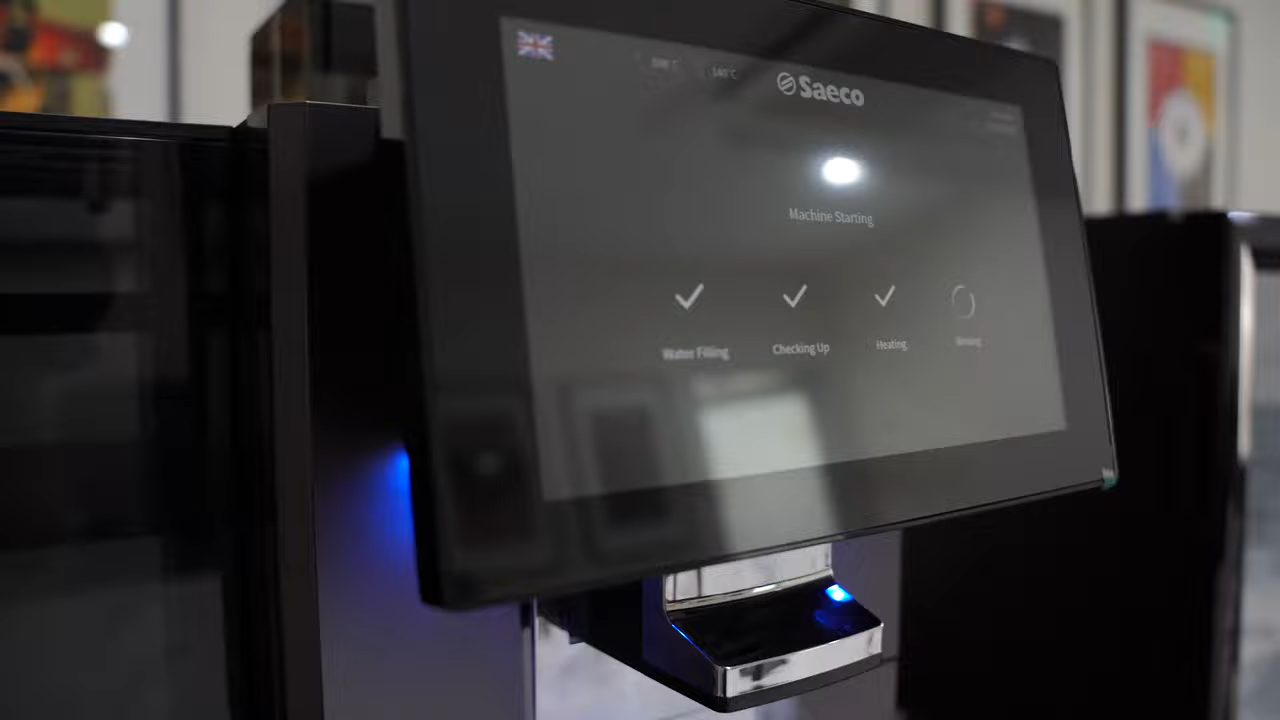 Saeco
Machine Starting
Water Filling
Checking Up
Heating